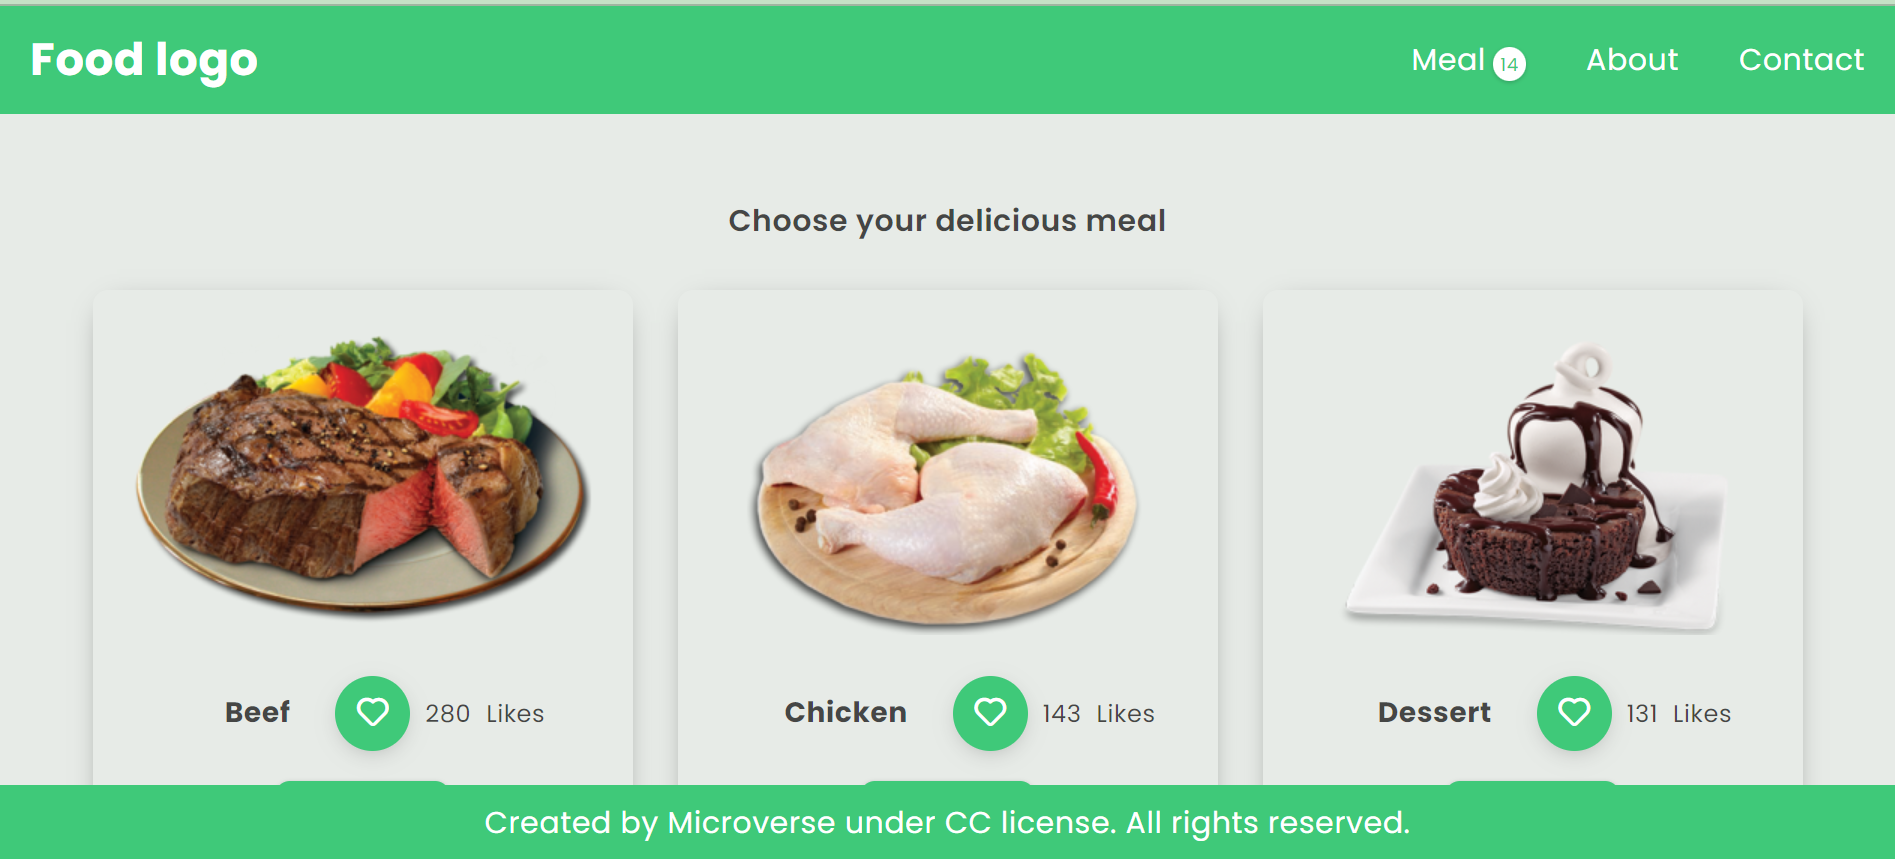 Food logo
Meal 14
About
Contact
Choose your delicious meal
Beef
280 Likes
Chicken
143 Likes
Dessert
131 Likes
Created by Microverse under CC license. All rights reserved.